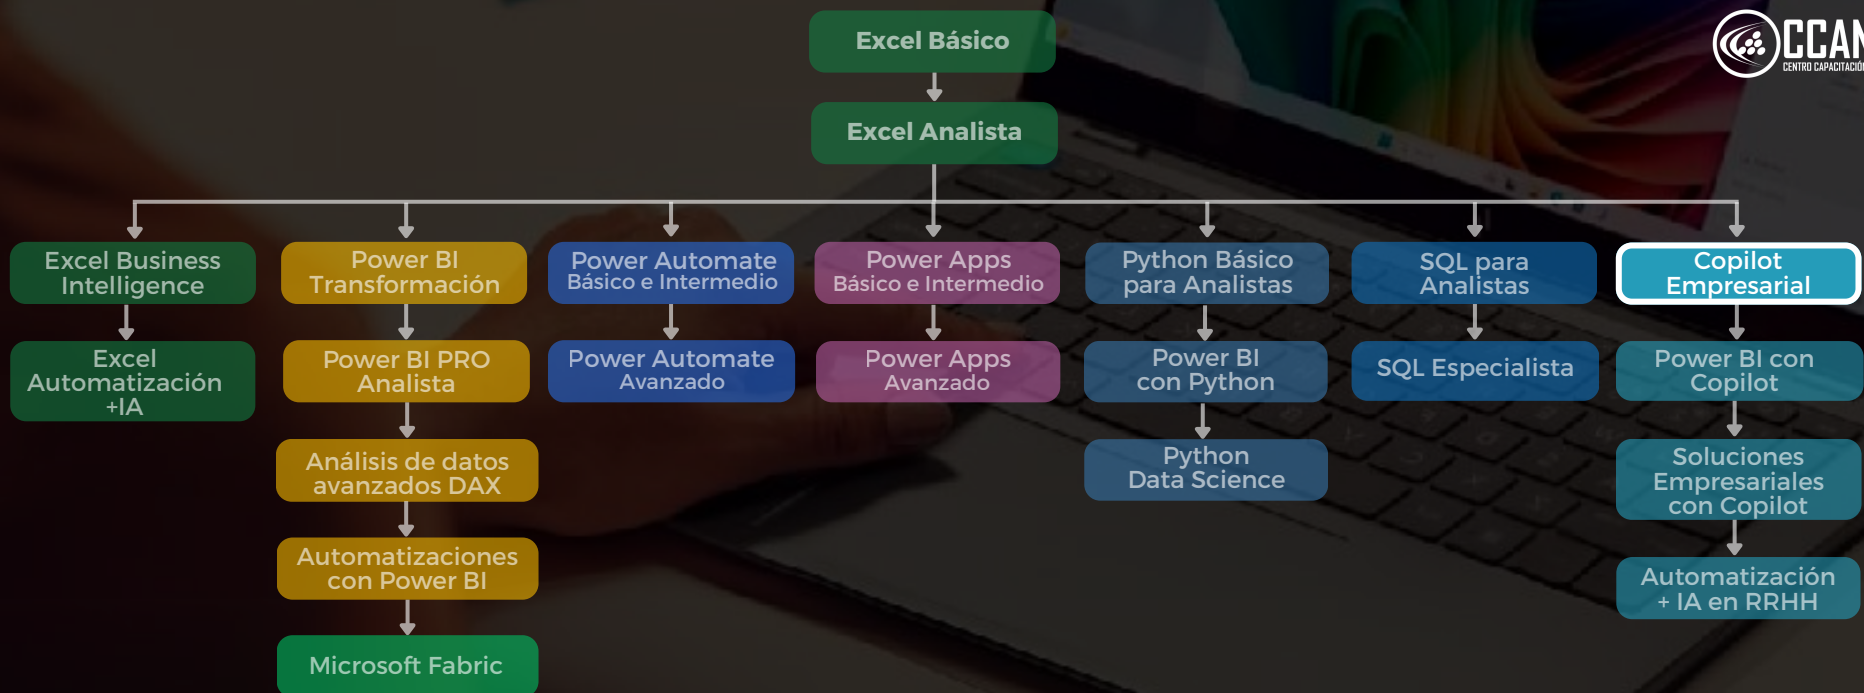 Excel Básico
CCAN
CENTRO CAPACITACIÓN
Excel Analista
Excel Business
Intelligence
Power BI
Transformación
Power Automate
Básico e Intermedio
Power Apps
Básico e Intermedio
Python Básico
para Analistas
SQL para
Analistas
Copilot
Empresarial
Excel
Automatización
+IA
Power BI PRO
Analista
Power Automate
Avanzado
Power Apps
Avanzado
Power BI
con Python
SQL Especialista
Power BI con
Copilot
Análisis de datos
avanzados DAX
Python
Data Science
Soluciones
Empresariales
con Copilot
Automatizaciones
con Power BI
Automatización
+ IA en RRHH
Microsoft Fabric